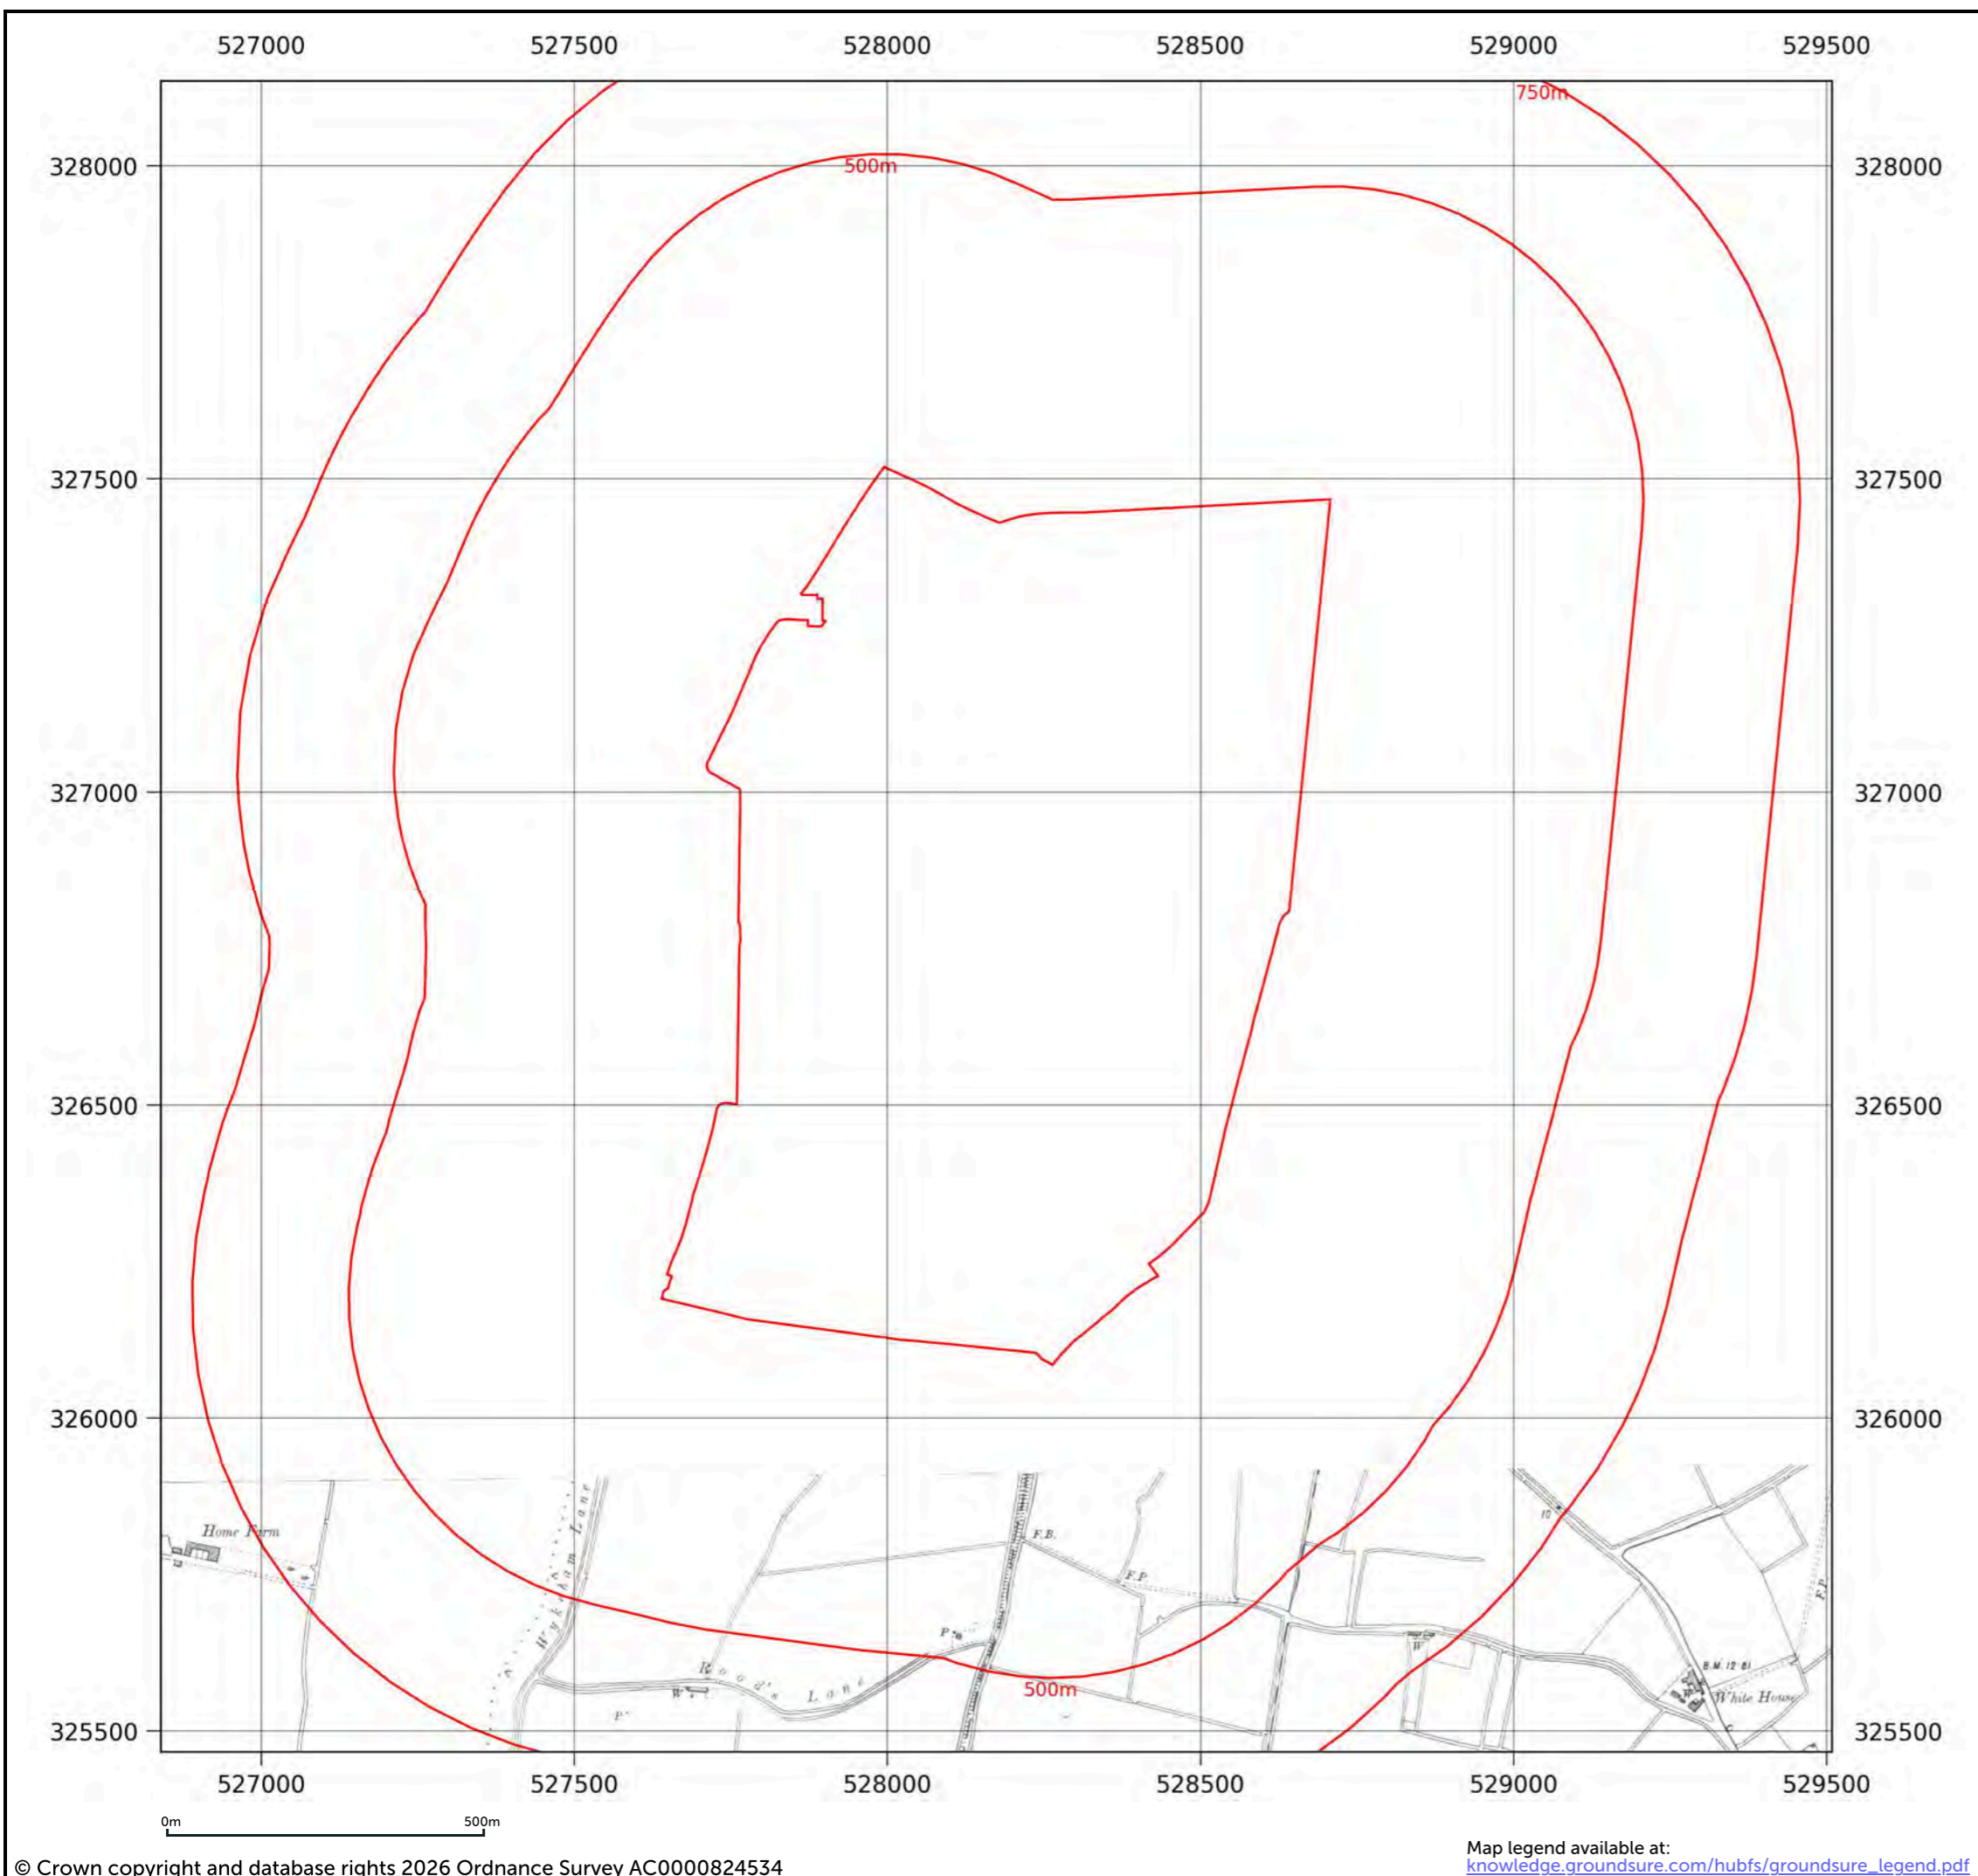 527000 527500 528000 528500 529000 529500
750m
328000 500m 328000
327500 327500
327000 327000
326500 326500
326000 326000
Wykeham Lane
10
Home Farm
F.B.
F.P.
F.P.
P
W
B.M. 12·81
Rood's Lane
W
White House
500m
P
325500 325500
527000 527500 528000 528500 529000 529500
0m 500m
Map legend available at:
© Crown copyright and database rights 2026 Ordnance Survey AC0000824534
knowledge.groundsure.com/hubfs/groundsure_legend.pdf